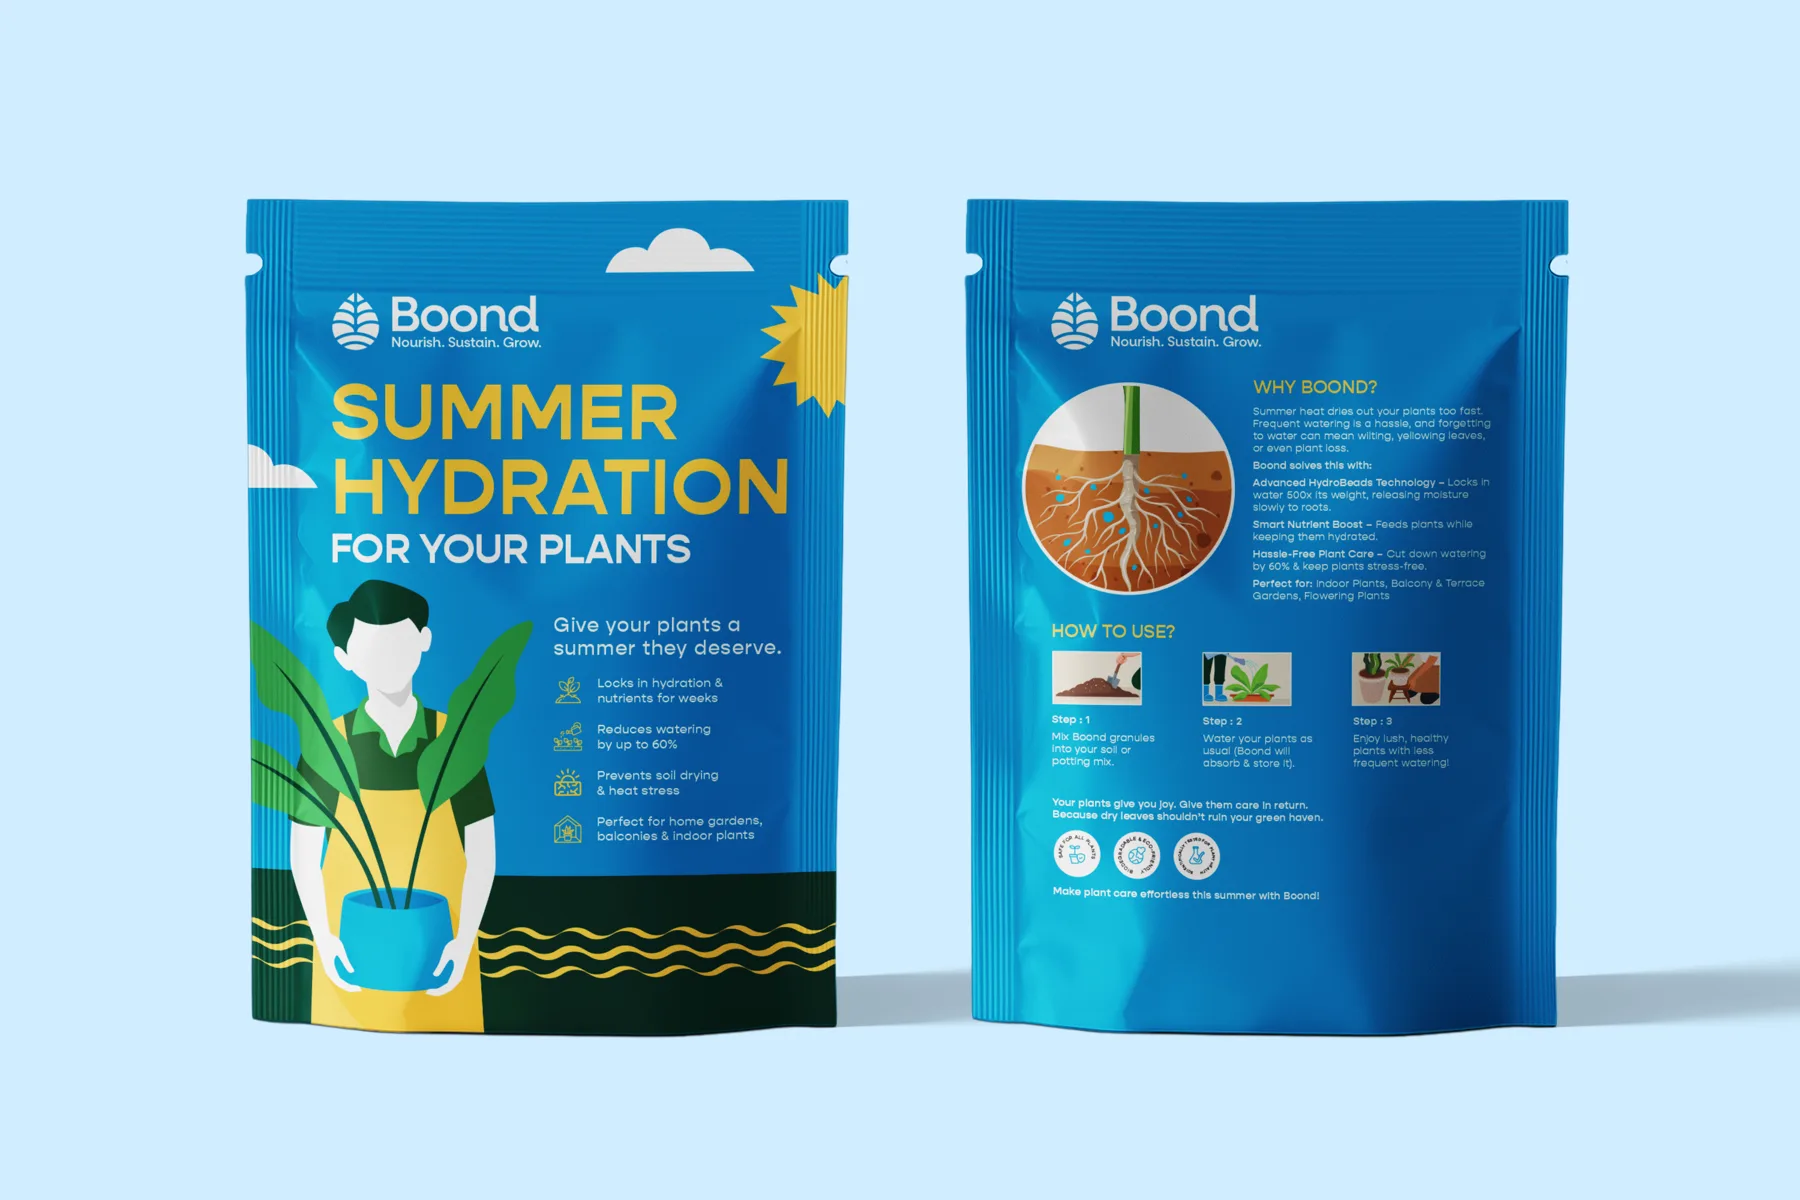 Boond
Nourish. Sustain. Grow.
SUMMER
HYDRATION
FOR YOUR PLANTS
Give your plants a
summer they deserve.
Locks in hydration &
nutrients for weeks
Reduces watering
by up to 60%
Prevents soil drying
& heat stress
Perfect for home gardens,
balconies & indoor plants
Boond
Nourish. Sustain. Grow.
WHY BOOND?
Summer heat dries out your plants too fast.
Frequent watering is a hassle, and forgetting
to water can mean wilting, yellowing leaves,
or even plant loss.
Boond solves this with:
Advanced HydroBeads Technology – Locks in
water 500x its weight, releasing moisture
slowly to roots.
Smart Nutrient Boost – Feeds plants while
keeping them hydrated.
Hassle-Free Plant Care – Cut down watering
by 60% & keep plants stress-free.
Perfect for: Indoor Plants, Balcony & Terrace
Gardens, Flowering Plants
HOW TO USE?
Step : 1
Mix Boond granules
into your soil or
potting mix.
Step : 2
Water your plants as
usual (Boond will
absorb & store it).
Step : 3
Enjoy lush, healthy
plants with less
frequent watering!
Your plants give you joy. Give them care in return.
Because dry leaves shouldn't ruin your green haven.
SAFE FOR ALL PLANTS
BIODEGRADABLE & ECO-FRIENDLY
Make plant care effortless this summer with Boond!